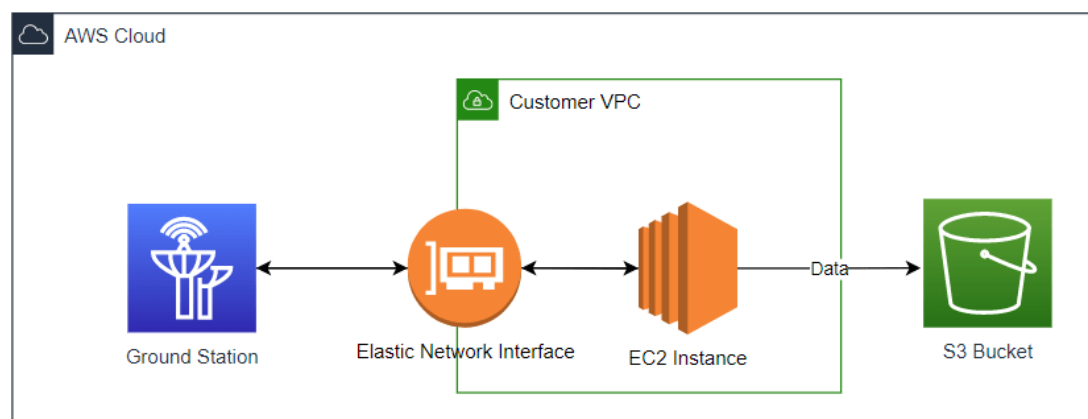 AWS Cloud
Customer VPC
Data
Ground Station
Elastic Network Interface
EC2 Instance
S3 Bucket